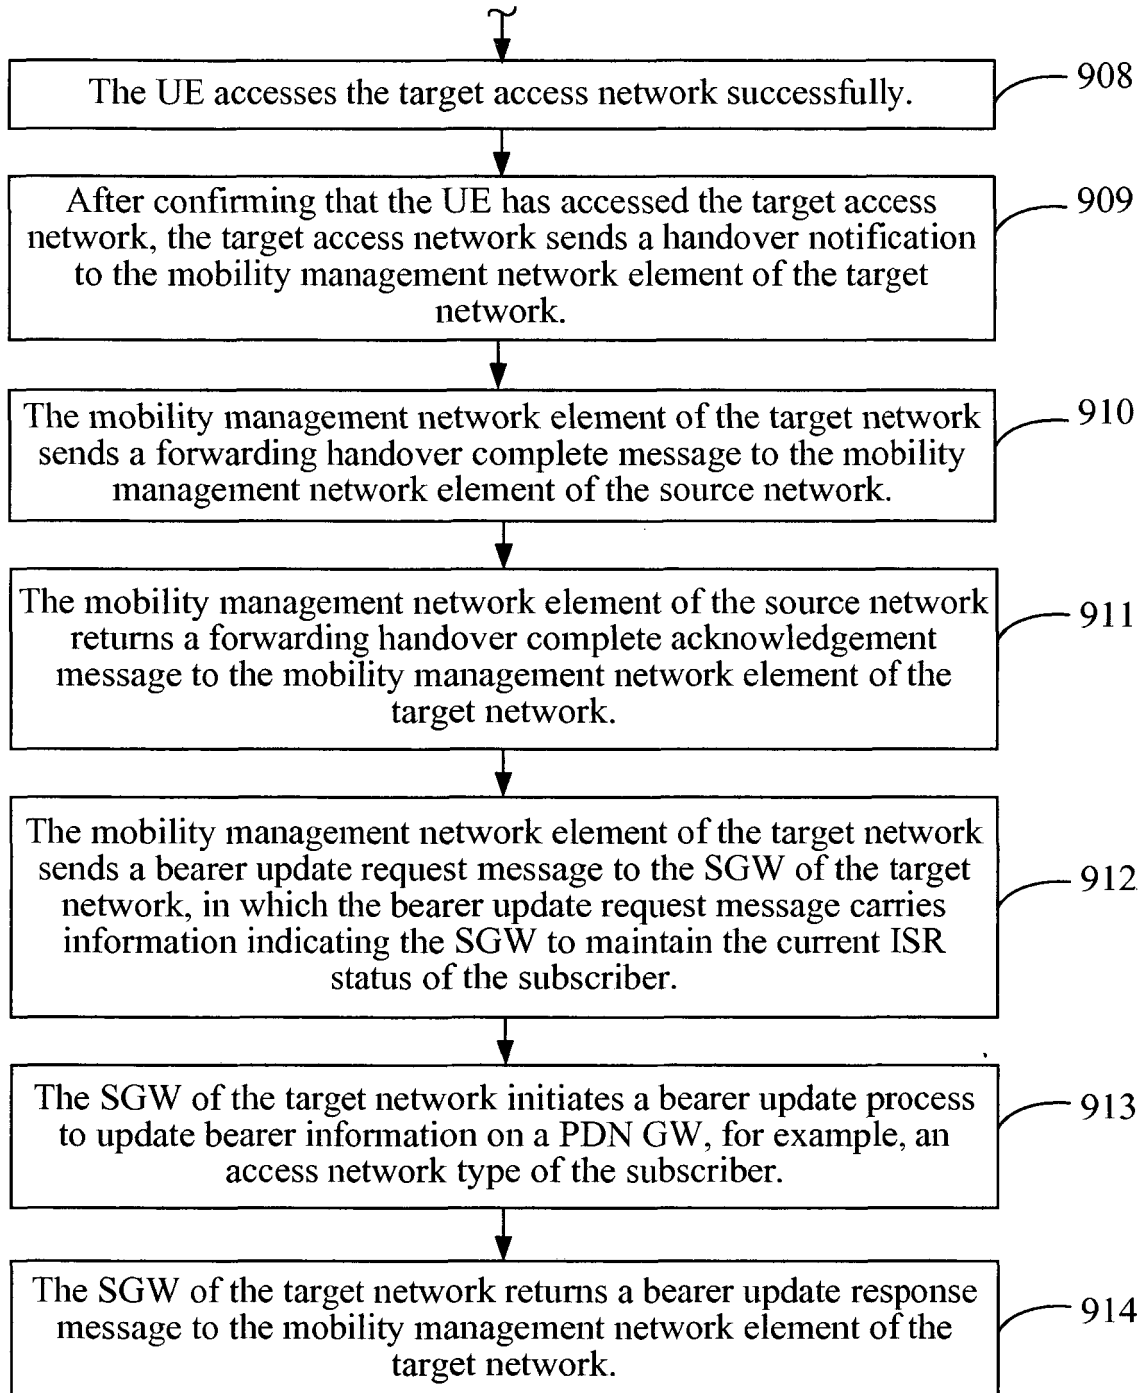 The UE accesses the target access network successfully.
908
After confirming that the UE has accessed the target access
network, the target access network sends a handover notification
to the mobility management network element of the target
network.
909
The mobility management network element of the target network
sends a forwarding handover complete message to the mobility
management network element of the source network.
910
The mobility management network element of the source network
returns a forwarding handover complete acknowledgement
message to the mobility management network element of the
target network.
911
The mobility management network element of the target network
sends a bearer update request message to the SGW of the target
network, in which the bearer update request message carries
information indicating the SGW to maintain the current ISR
status of the subscriber.
912
The SGW of the target network initiates a bearer update process
to update bearer information on a PDN GW, for example, an
access network type of the subscriber.
913
The SGW of the target network returns a bearer update response
message to the mobility management network element of the
target network.
914